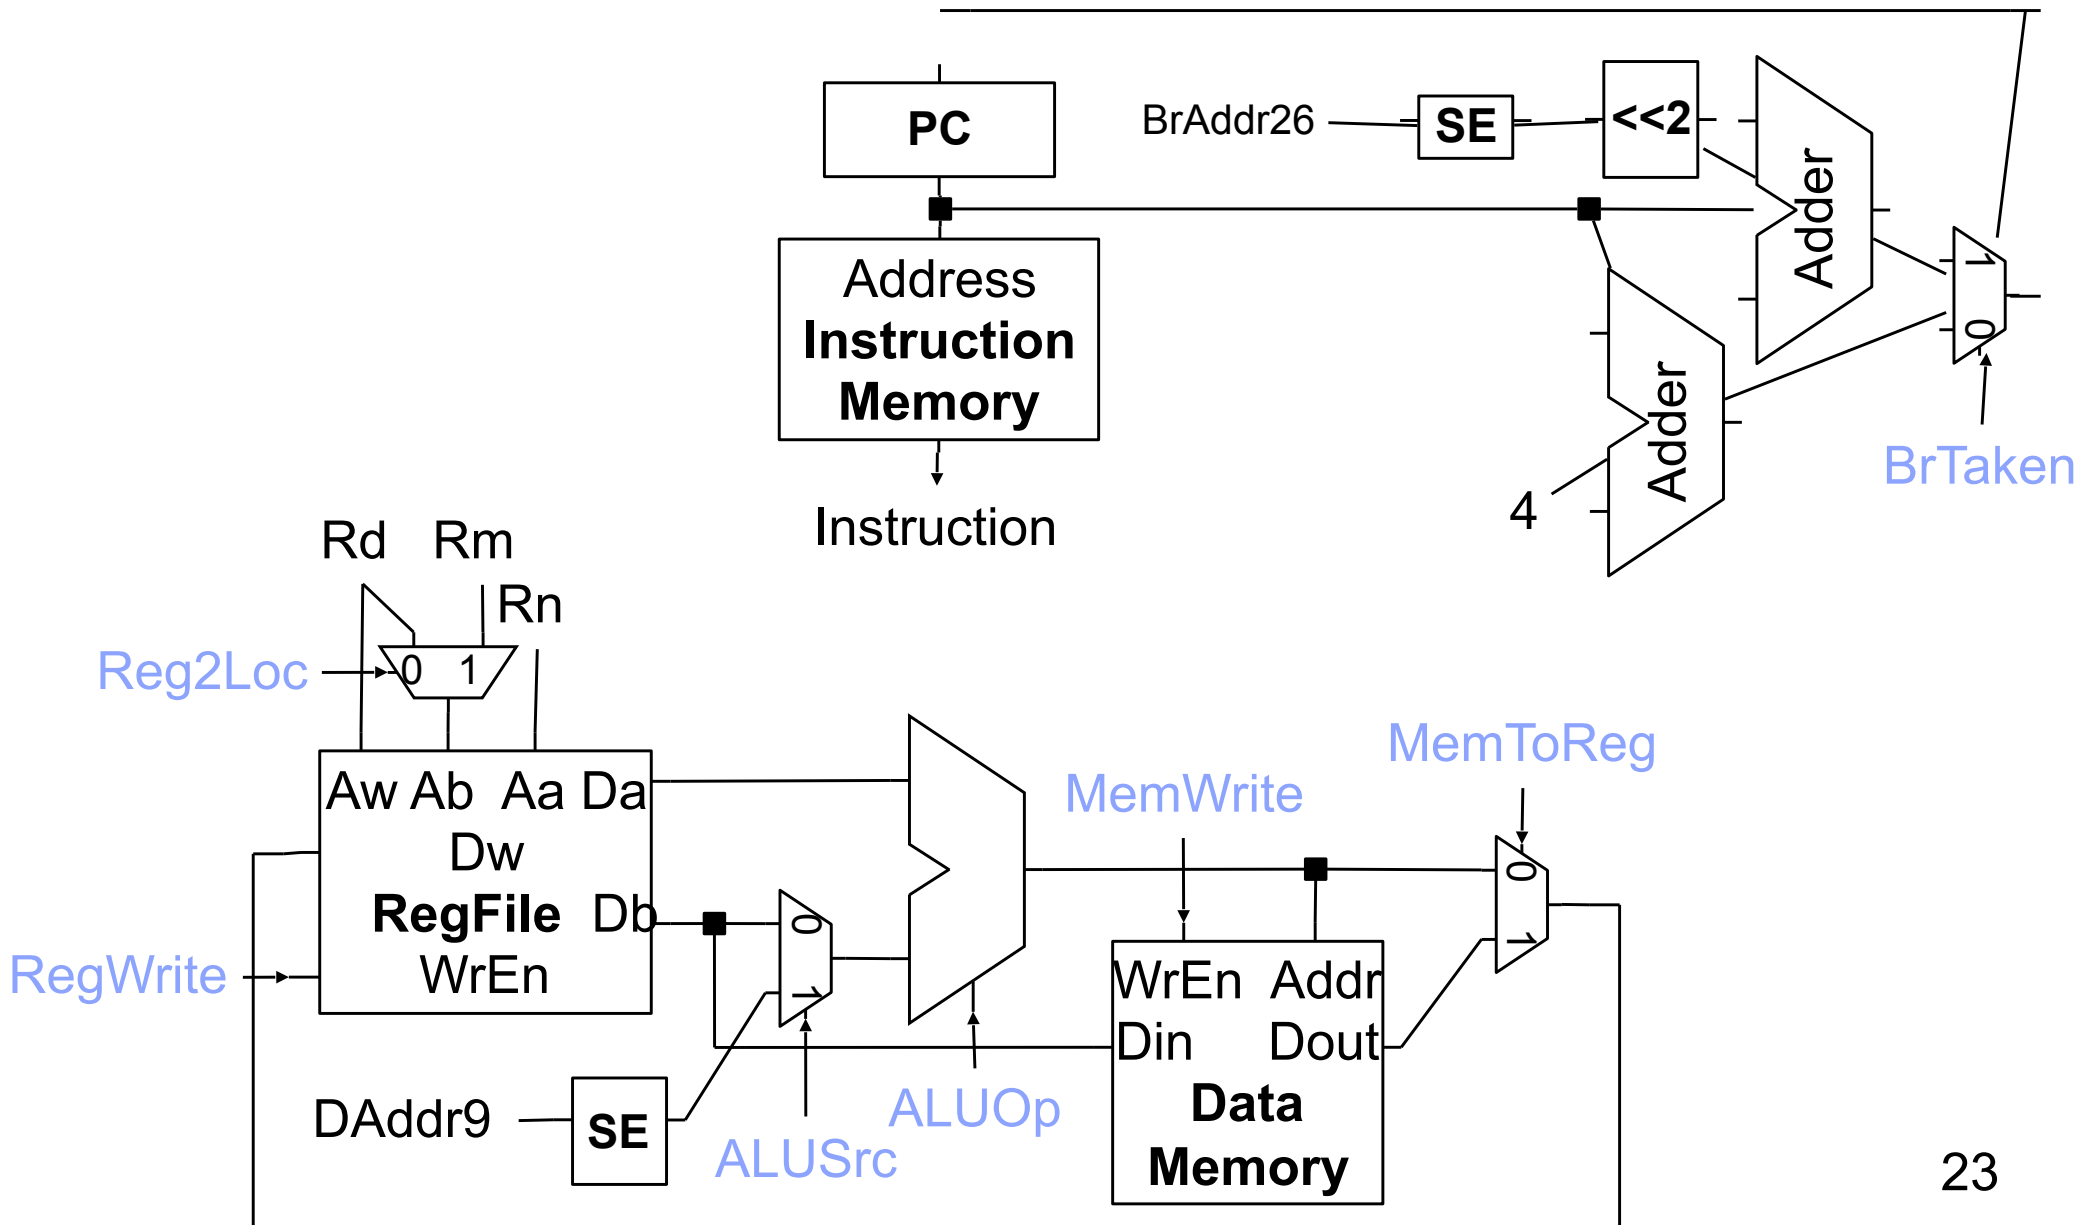 PC
BrAddr26
SE
<<2
Adder
Address
Instruction
Memory
1
0
Adder
BrTaken
4
Instruction
Rd
Rm
Rn
Reg2Loc
0
1
MemToReg
MemWrite
Aw Ab Aa Da
Dw
RegFile Db
WrEn
RegWrite
0
1
0
1
WrEn Addr
Din Dout
Data
Memory
DAddr9
SE
ALUOp
ALUSrc
23